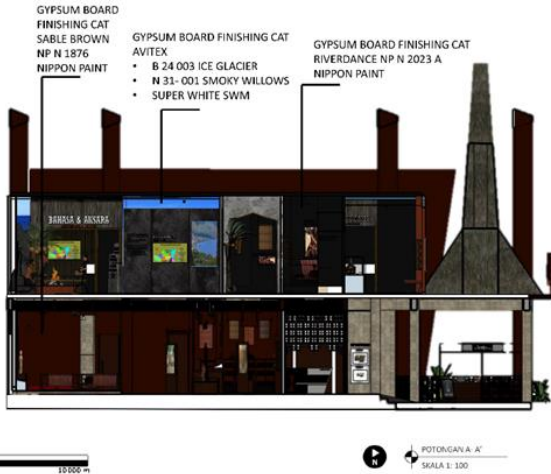 GYPSUM BOARD
FINISHING CAT
SABLE BROWN
NP N 1876
NIPPON PAINT
GYPSUM BOARD FINISHING CAT
AVITEX
• B 24 003 ICE GLACIER
• N 31- 001 SMOKY WILLOWS
• SUPER WHITE SWM
GYPSUM BOARD FINISHING CAT
RIVERDANCE NP N 2023 A
NIPPON PAINT
BAHASA & AKSARA
10000 m
N
POTONGAN A- A'
SKALA 1: 100